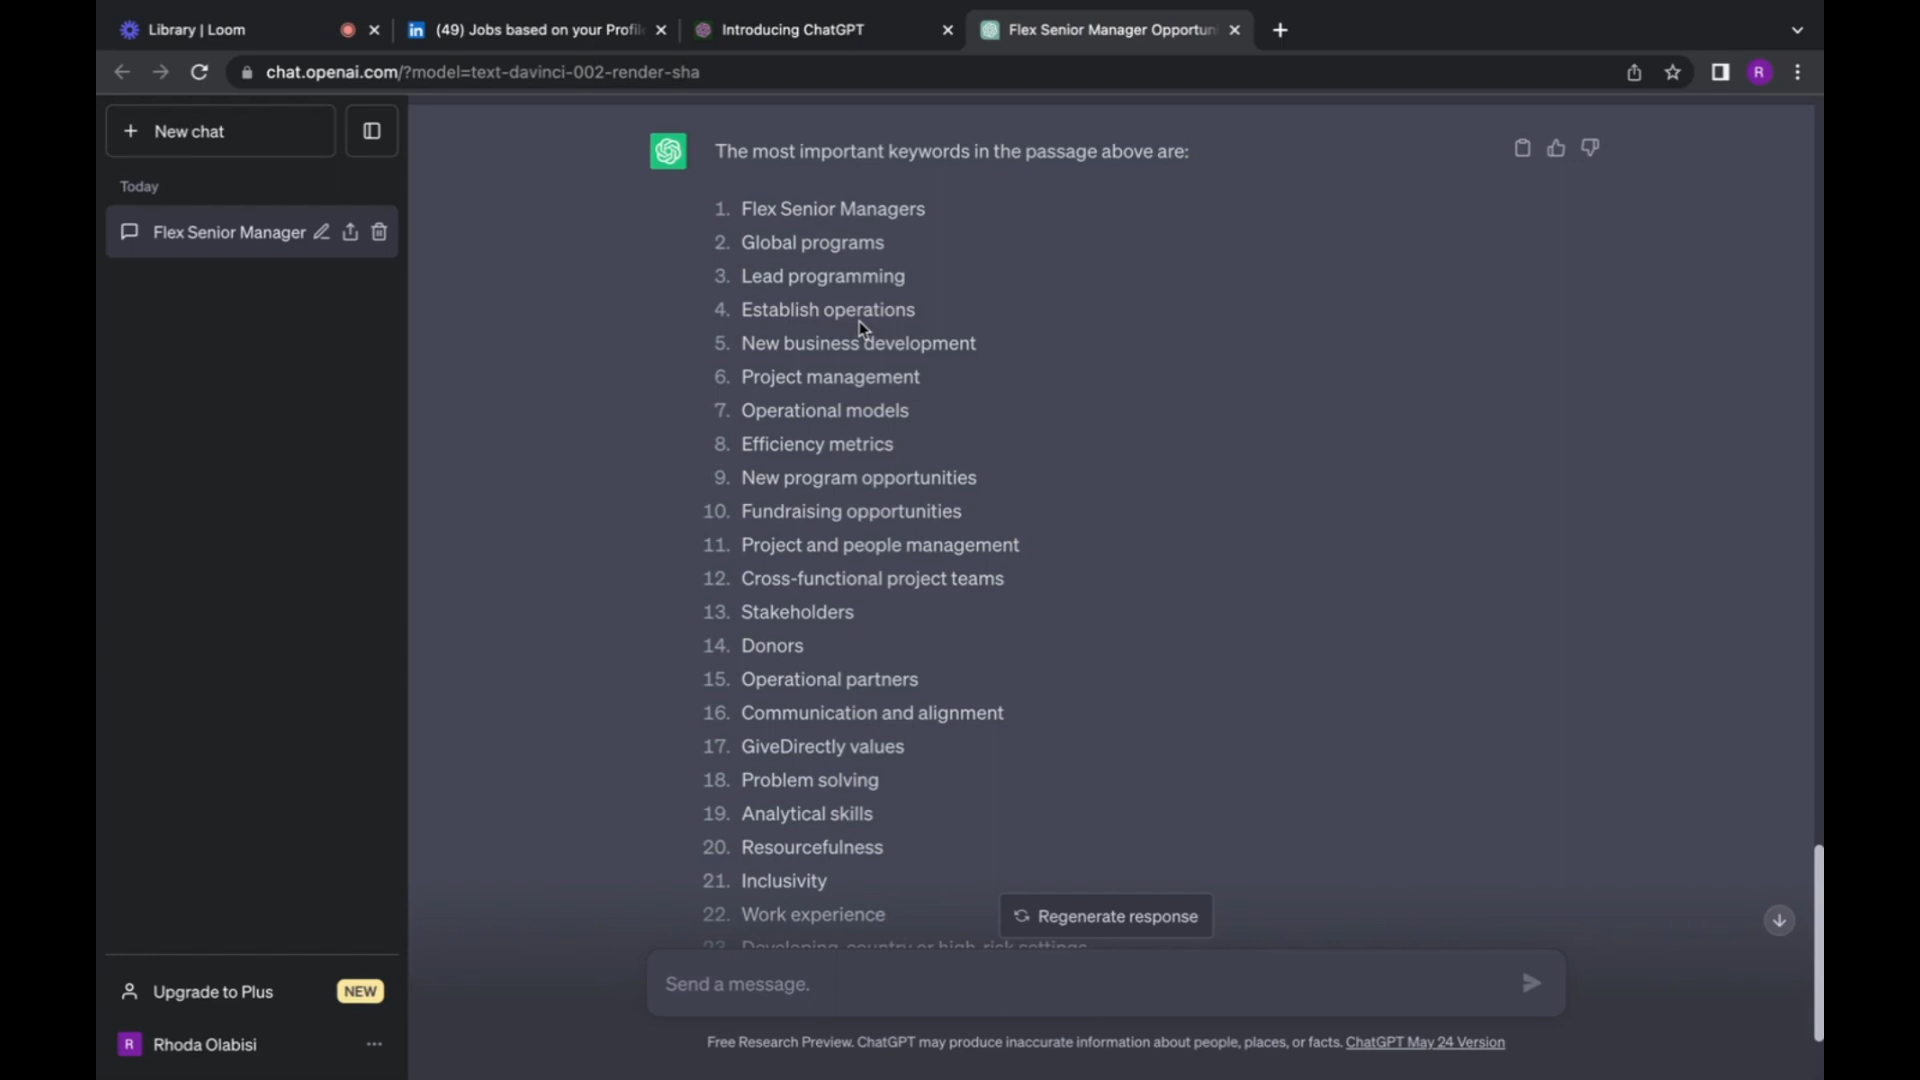 Library | Loom
(49) Jobs based on your Profil
Introducing ChatGPT
Flex Senior Manager Opportun
chat.openai.com/?model=text-davinci-002-render-sha
R
New chat
Today
Flex Senior Manager
The most important keywords in the passage above are:
1. Flex Senior Managers
2. Global programs
3. Lead programming
4. Establish operations
5. New business development
6. Project management
7. Operational models
8. Efficiency metrics
9. New program opportunities
10. Fundraising opportunities
11. Project and people management
12. Cross-functional project teams
13. Stakeholders
14. Donors
15. Operational partners
16. Communication and alignment
17. GiveDirectly values
18. Problem solving
19. Analytical skills
20. Resourcefulness
21. Inclusivity
22. Work experience
23. Developing-country or high-risk settings
Regenerate response
Send a message.
Upgrade to Plus NEW
R Rhoda Olabisi
Free Research Preview. ChatGPT may produce inaccurate information about people, places, or facts. ChatGPT May 24 Version